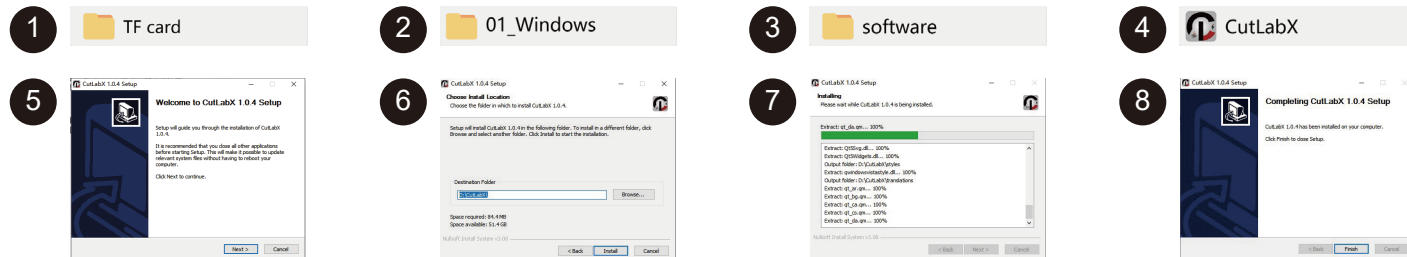 1
TF card
2
01_Windows
3
software
4
CutLabX
5
CutLabX 1.0.4 Setup
Welcome to CutLabX 1.0.4 Setup
Setup will guide you through the installation of CutLabX
1.0.4.
It is recommended that you close all other applications
before starting Setup. This will make it possible to update
relevant system files without having to reboot your
computer.
Click Next to continue.
Next >
Cancel
6
CutLabX 1.0.4 Setup
Choose Install Location
Choose the folder in which to install CutLabX 1.0.4.
Setup will install CutLabX 1.0.4 in the following folder. To install in a different folder, click
Browse and select another folder. Click Install to start the installation.
Destination Folder
D:\CutLabX\
Browse...
Space required: 84.4 MB
Space available: 51.4 GB
Nullsoft Install System v3.08
< Back
Install
Cancel
7
CutLabX 1.0.4 Setup
Installing
Please wait while CutLabX 1.0.4 is being installed.
Extract: qt_da.qm... 100%
Extract: Qt5Svg.dll... 100%
Extract: Qt5Widgets.dll... 100%
Output folder: D:\CutLabX\styles
Extract: qwindowsvistastyle.dll... 100%
Output folder: D:\CutLabX\translations
Extract: qt_ar.qm... 100%
Extract: qt_bg.qm... 100%
Extract: qt_ca.qm... 100%
Extract: qt_cs.qm... 100%
Extract: qt_da.qm... 100%
Nullsoft Install System v3.08
< Back
Next >
Cancel
8
CutLabX 1.0.4 Setup
Completing CutLabX 1.0.4 Setup
CutLabX 1.0.4 has been installed on your computer.
Click Finish to close Setup.
< Back
Finish
Cancel